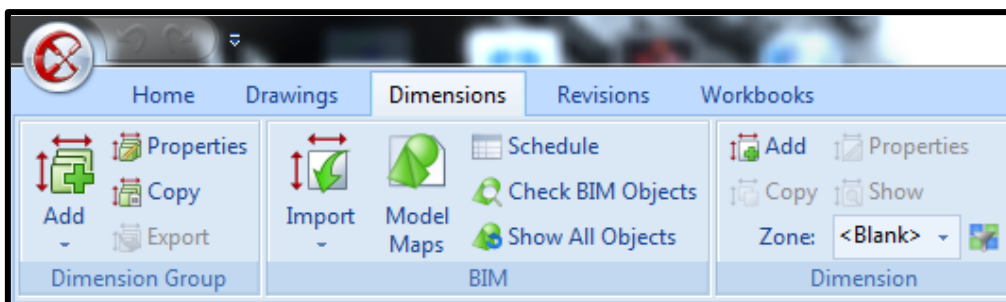 Home Drawings Dimensions Revisions Workbooks
Properties Schedule Add Properties
Copy Check BIM Objects Copy Show
Add Import Model Maps
Export Show All Objects Zone: <Blank>
Dimension Group BIM Dimension